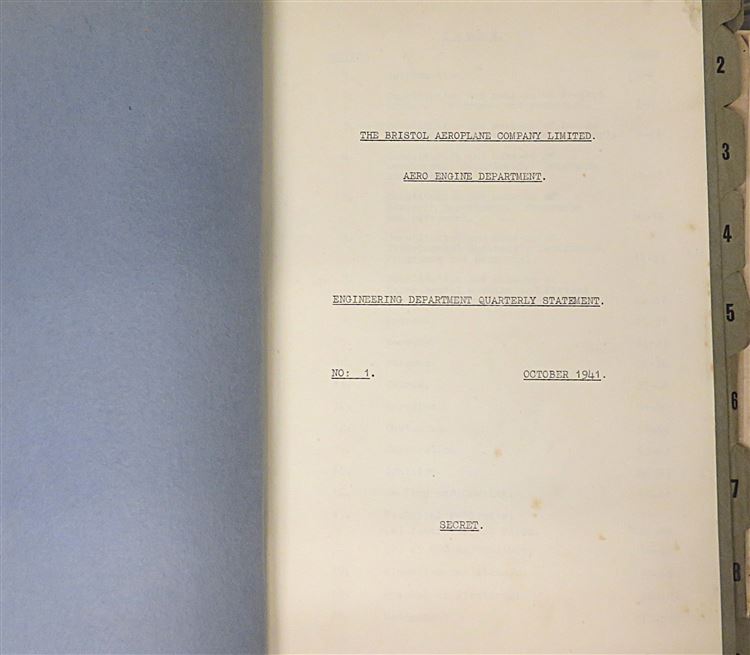 THE BRISTOL AEROPLANE COMPANY LIMITED.
AERO ENGINE DEPARTMENT.
ENGINEERING DEPARTMENT QUARTERLY STATEMENT.
NO: 1. OCTOBER 1941.
SECRET.
2
3
4
5
6
7
8